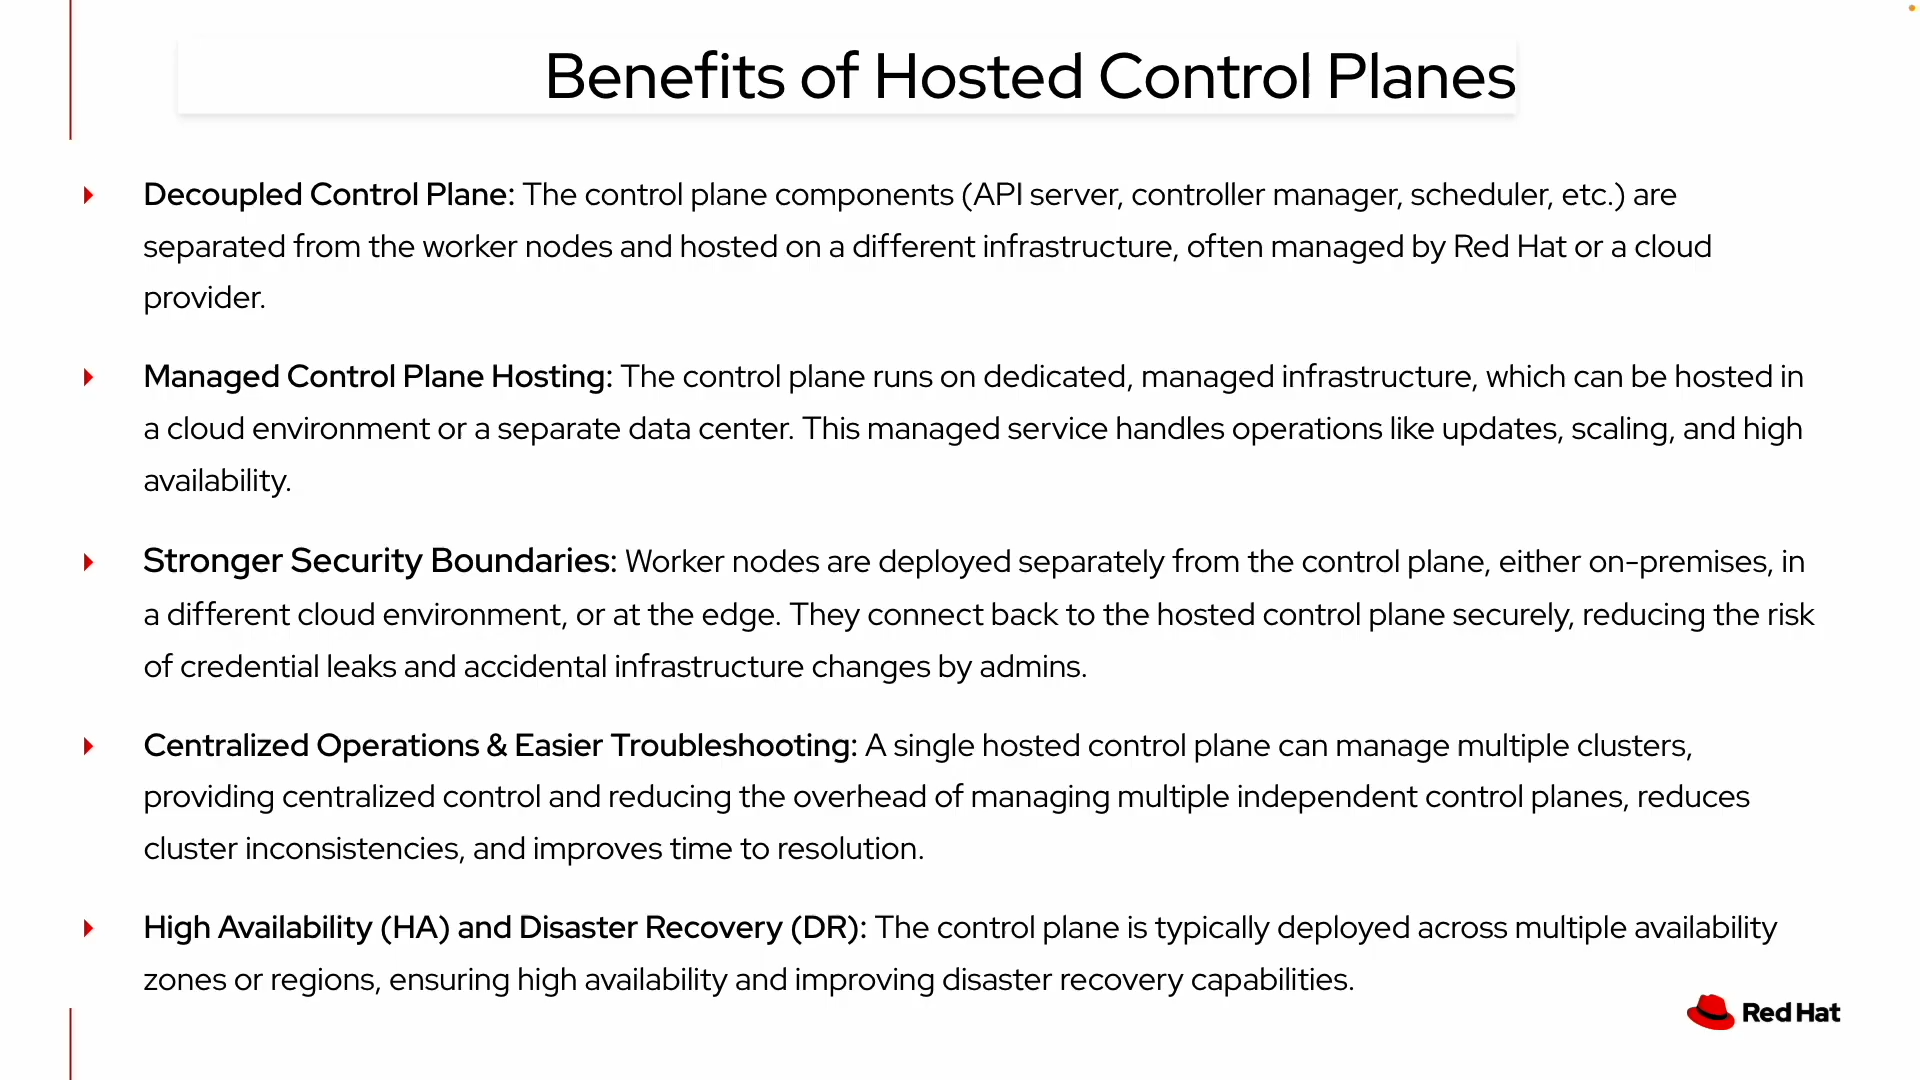 Benefits of Hosted Control Planes
Decoupled Control Plane: The control plane components (API server, controller manager, scheduler, etc.) are
separated from the worker nodes and hosted on a different infrastructure, often managed by Red Hat or a cloud
provider.
Managed Control Plane Hosting: The control plane runs on dedicated, managed infrastructure, which can be hosted in
a cloud environment or a separate data center. This managed service handles operations like updates, scaling, and high
availability.
Stronger Security Boundaries: Worker nodes are deployed separately from the control plane, either on-premises, in
a different cloud environment, or at the edge. They connect back to the hosted control plane securely, reducing the risk
of credential leaks and accidental infrastructure changes by admins.
Centralized Operations & Easier Troubleshooting: A single hosted control plane can manage multiple clusters,
providing centralized control and reducing the overhead of managing multiple independent control planes, reduces
cluster inconsistencies, and improves time to resolution.
High Availability (HA) and Disaster Recovery (DR): The control plane is typically deployed across multiple availability
zones or regions, ensuring high availability and improving disaster recovery capabilities.
Red Hat